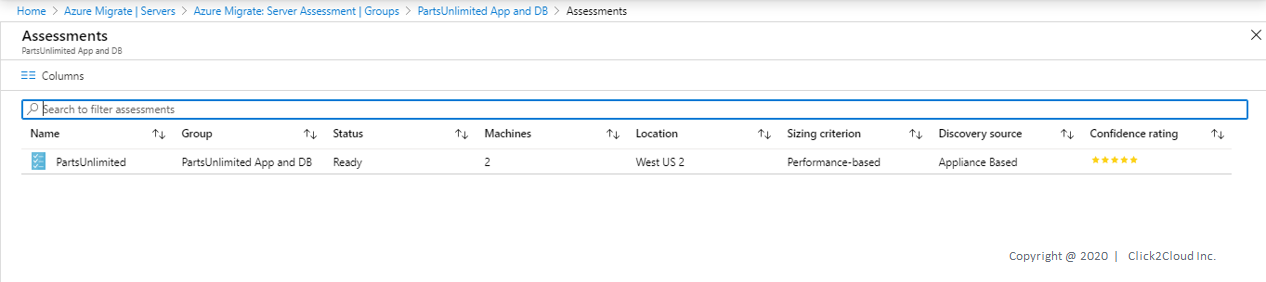 Home > Azure Migrate | Servers > Azure Migrate: Server Assessment | Groups > PartsUnlimited App and DB > Assessments
Assessments
PartsUnlimited App and DB
Columns
Search to filter assessments
Name Group Status Machines Location Sizing criterion Discovery source Confidence rating
PartsUnlimited PartsUnlimited App and DB Ready 2 West US 2 Performance-based Appliance Based
Copyright @ 2020 | Click2Cloud Inc.